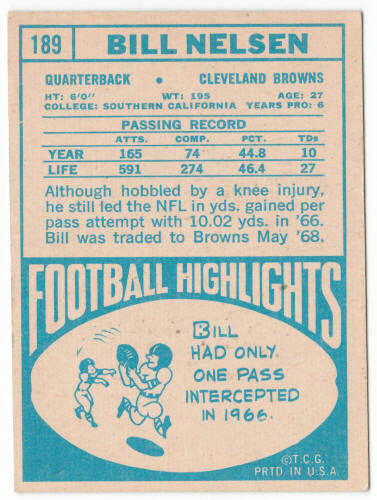 189 BILL NELSEN
QUARTERBACK • CLEVELAND BROWNS
HT: 6'0" WT: 195 AGE: 27
COLLEGE: SOUTHERN CALIFORNIA YEARS PRO: 6
PASSING RECORD
ATTS. COMP. PCT. TDs
YEAR 165 74 44.8 10
LIFE 591 274 46.4 27
Although hobbled by a knee injury,
he still led the NFL in yds. gained per
pass attempt with 10.02 yds. in '66.
Bill was traded to Browns May '68.
FOOTBALL HIGHLIGHTS
BILL
HAD ONLY
ONE PASS
INTERCEPTED
IN 1966.
©T.C.G.
PRTD IN U.S.A.